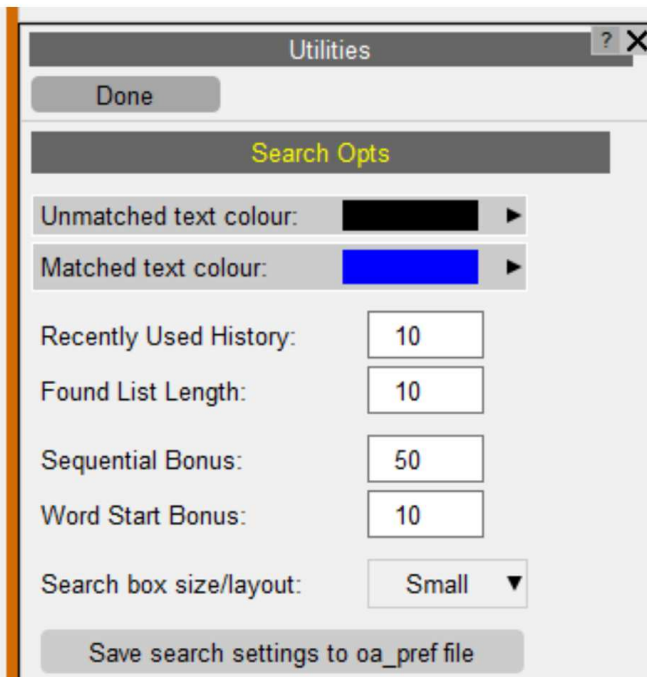 Utilities
?
Done
Search Opts
Unmatched text colour:
Matched text colour:
Recently Used History: 10
Found List Length: 10
Sequential Bonus: 50
Word Start Bonus: 10
Search box size/layout: Small
Save search settings to oa_pref file